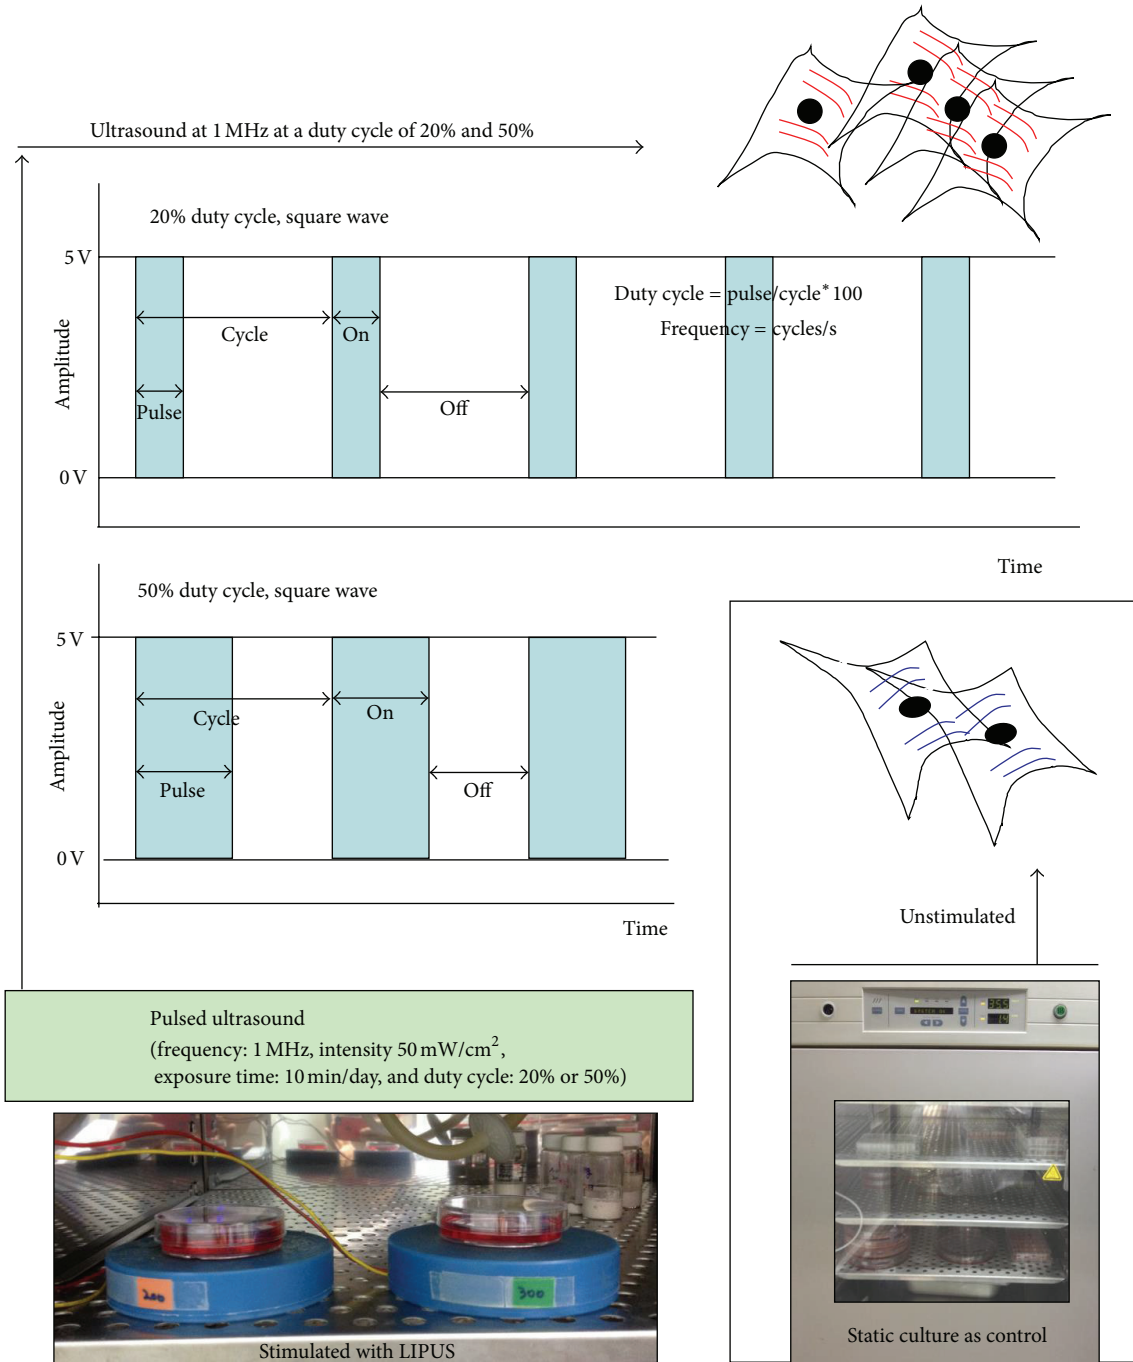 Ultrasound at 1 MHz at a duty cycle of 20% and 50%
20% duty cycle, square wave
5 V
Duty cycle = pulse/cycle* 100
Frequency = cycles/s
Cycle
On
Amplitude
Pulse
Off
0 V
Time
50% duty cycle, square wave
5 V
Cycle
On
Amplitude
Pulse
Off
0 V
Time
Unstimulated
Pulsed ultrasound
(frequency: 1 MHz, intensity 50 mW/cm²,
exposure time: 10 min/day, and duty cycle: 20% or 50%)
200
300
Stimulated with LIPUS
Static culture as control